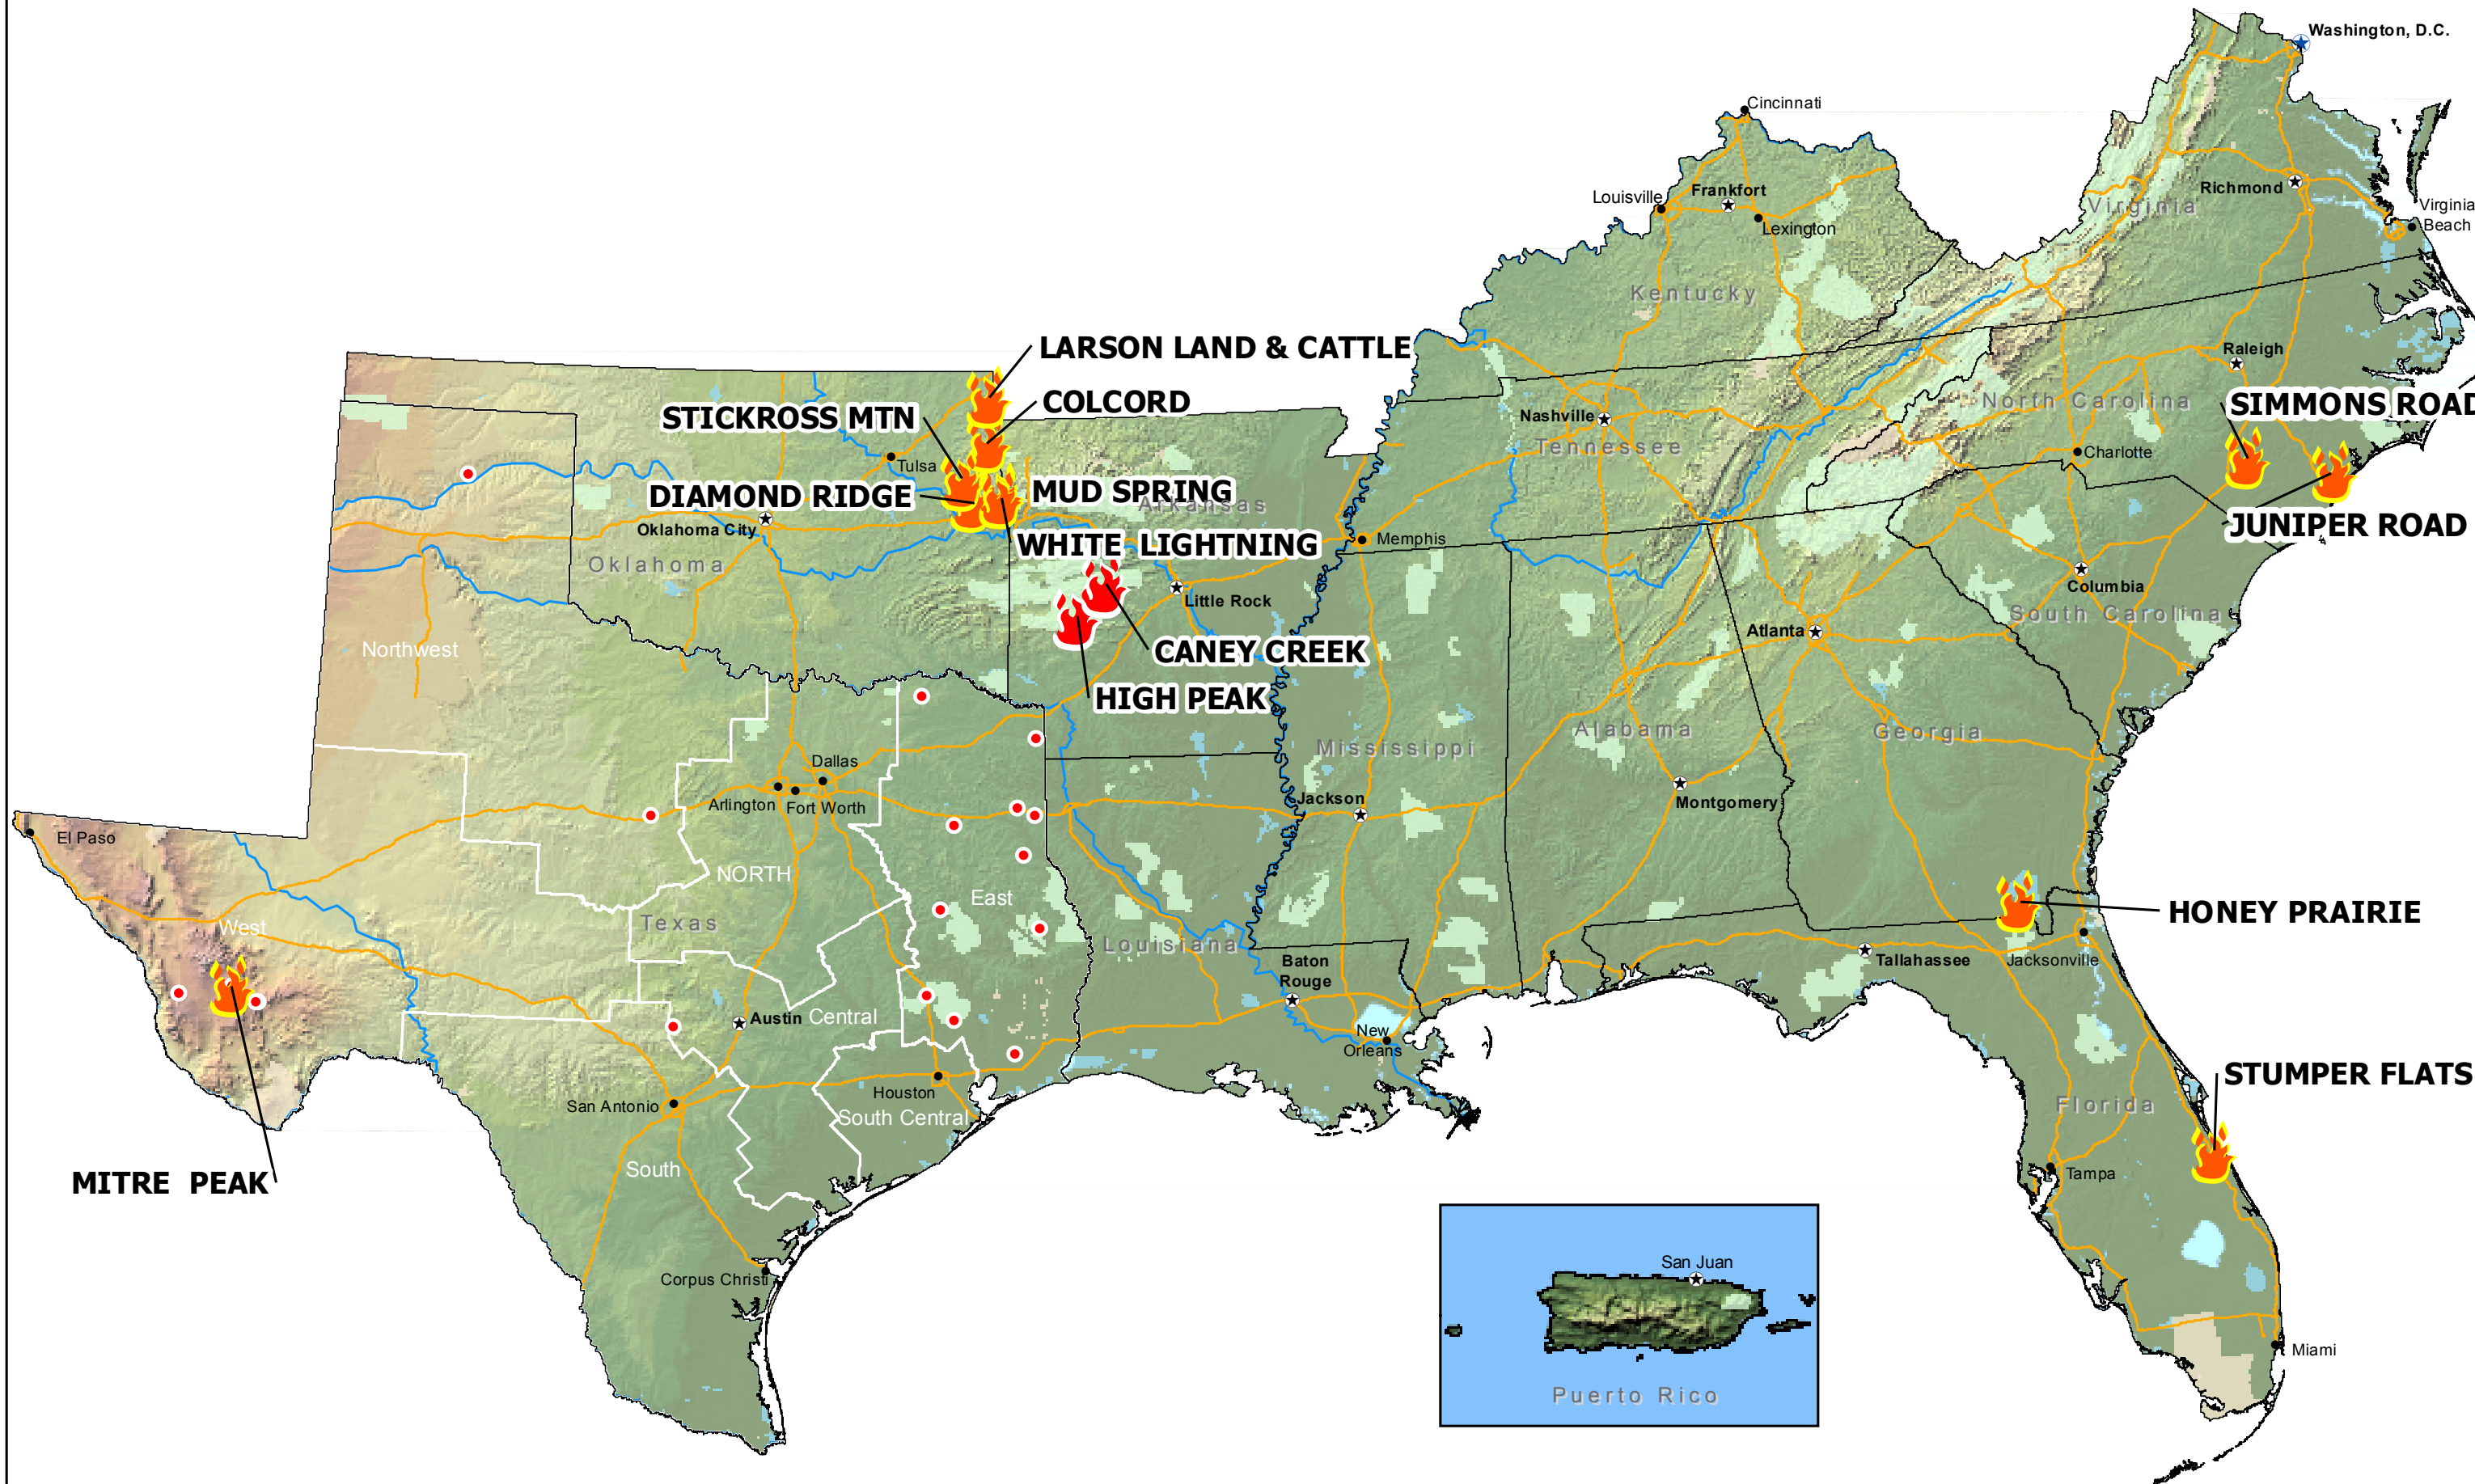 Washington, D.C.
Cincinnati
Louisville
Frankfort
Lexington
Richmond
Virginia
Virginia
Beach
Kentucky
LARSON LAND & CATTLE
Raleigh
COLCORD
North Carolina
SIMMONS ROAD
STICKROSS MTN
Nashville
Tennessee
Charlotte
Tulsa
DIAMOND RIDGE
MUD SPRING
Arkansas
Oklahoma City
JUNIPER ROAD
WHITE LIGHTNING
Memphis
Oklahoma
Columbia
Little Rock
South Carolina
Atlanta
Northwest
CANEY CREEK
HIGH PEAK
Alabama
Georgia
Mississippi
Dallas
Arlington
Fort Worth
Jackson
Montgomery
El Paso
NORTH
East
HONEY PRAIRIE
Texas
West
Louisiana
Baton
Rouge
Tallahassee
Jacksonville
Austin
Central
New
Orleans
STUMPER FLATS
Houston
San Antonio
South Central
Florida
South
Tampa
MITRE PEAK
San Juan
Corpus Christi
Miami
Puerto Rico